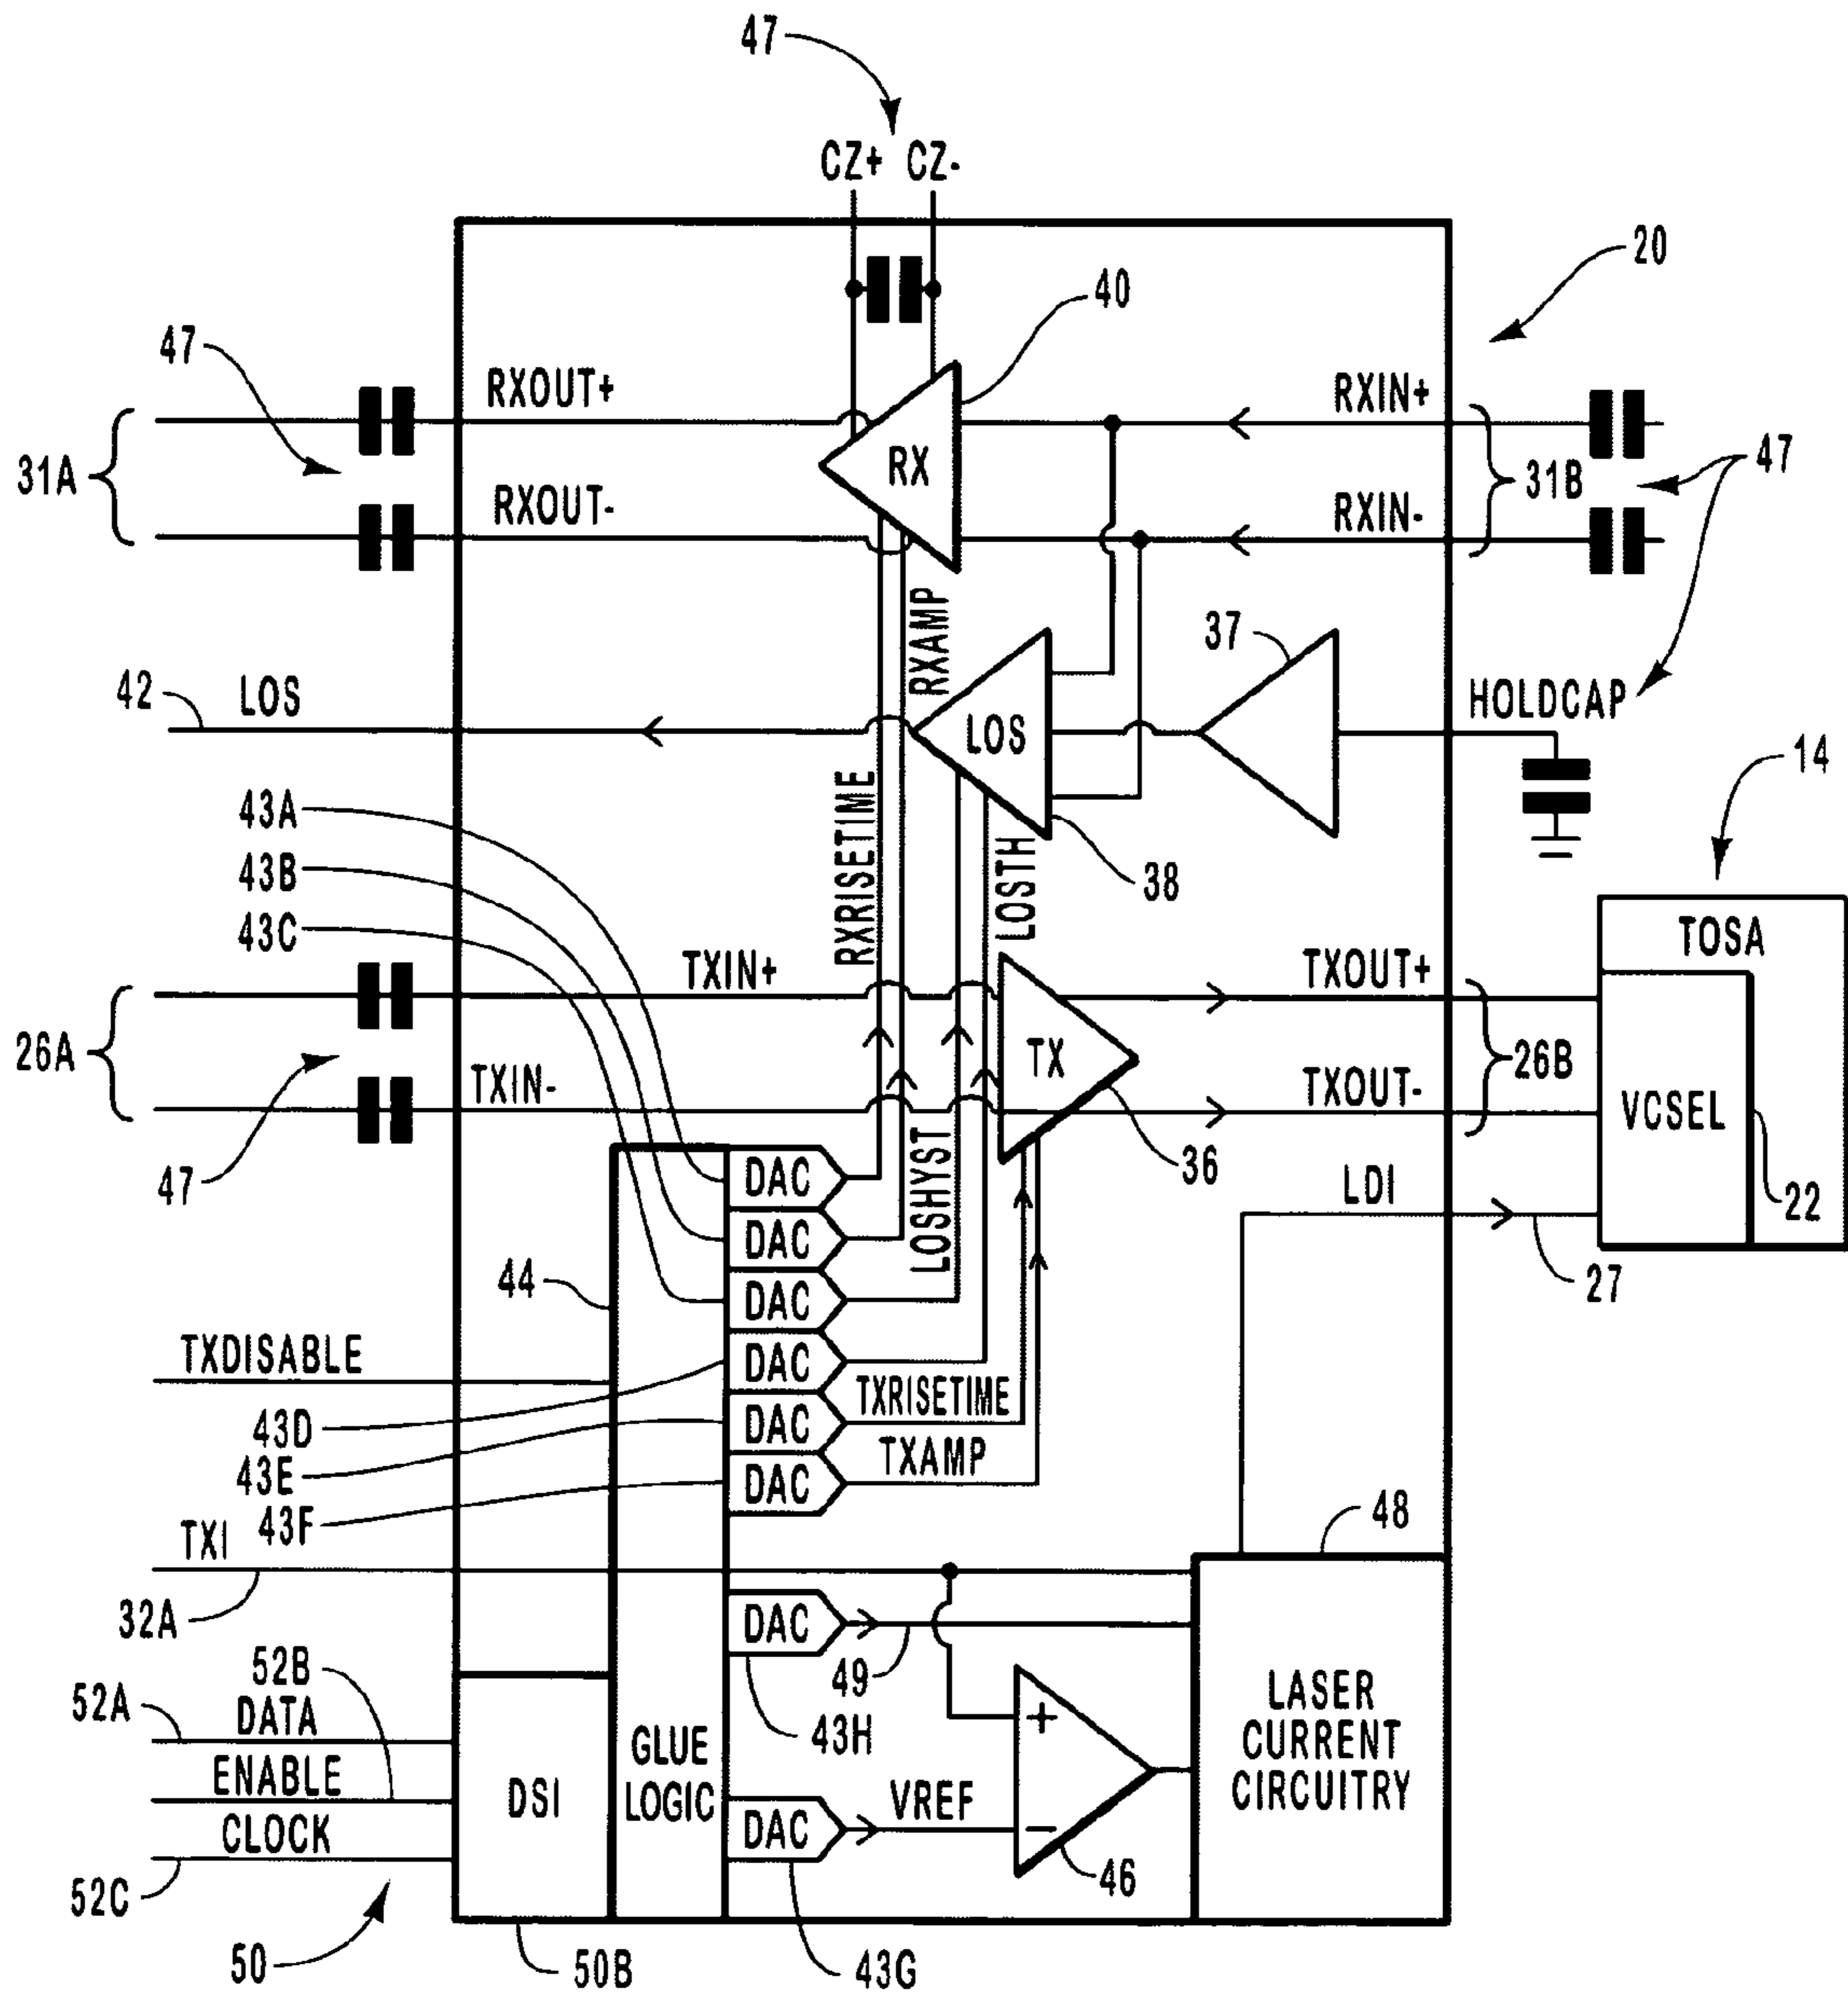 47
CZ+ CZ-
20
40
47
RXOUT+
RXIN+
47
31A
RX
31B
RXOUT-
RXIN-
RXAMP
37
42
LOS
LOS
HOLDCAP
14
43A
RXRISETIME
43B
38
LOSTH
43C
TOSA
TXIN+
TXOUT+
26A
TX
26B
TXIN-
TXOUT-
VCSEL
47
DAC
LOSHYST
36
LDI
22
DAC
44
27
DAC
TXDISABLE
DAC
TXRISETIME
43D
DAC
43E
TXAMP
DAC
48
TXI
43F
32A
DAC
52B
49
52A
DATA
43H
+
LASER
CURRENT
CIRCUITRY
GLUE
LOGIC
ENABLE
DSI
VREF
CLOCK
DAC
-
52C
46
50
50B
43G